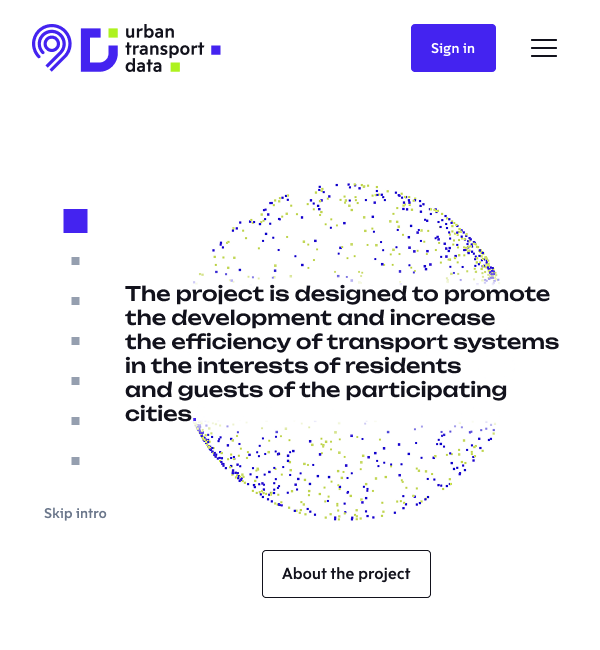 urban
transport
data
Sign in
The project is designed to promote
the development and increase
the efficiency of transport systems
in the interests of residents
and guests of the participating
cities.
Skip intro
About the project